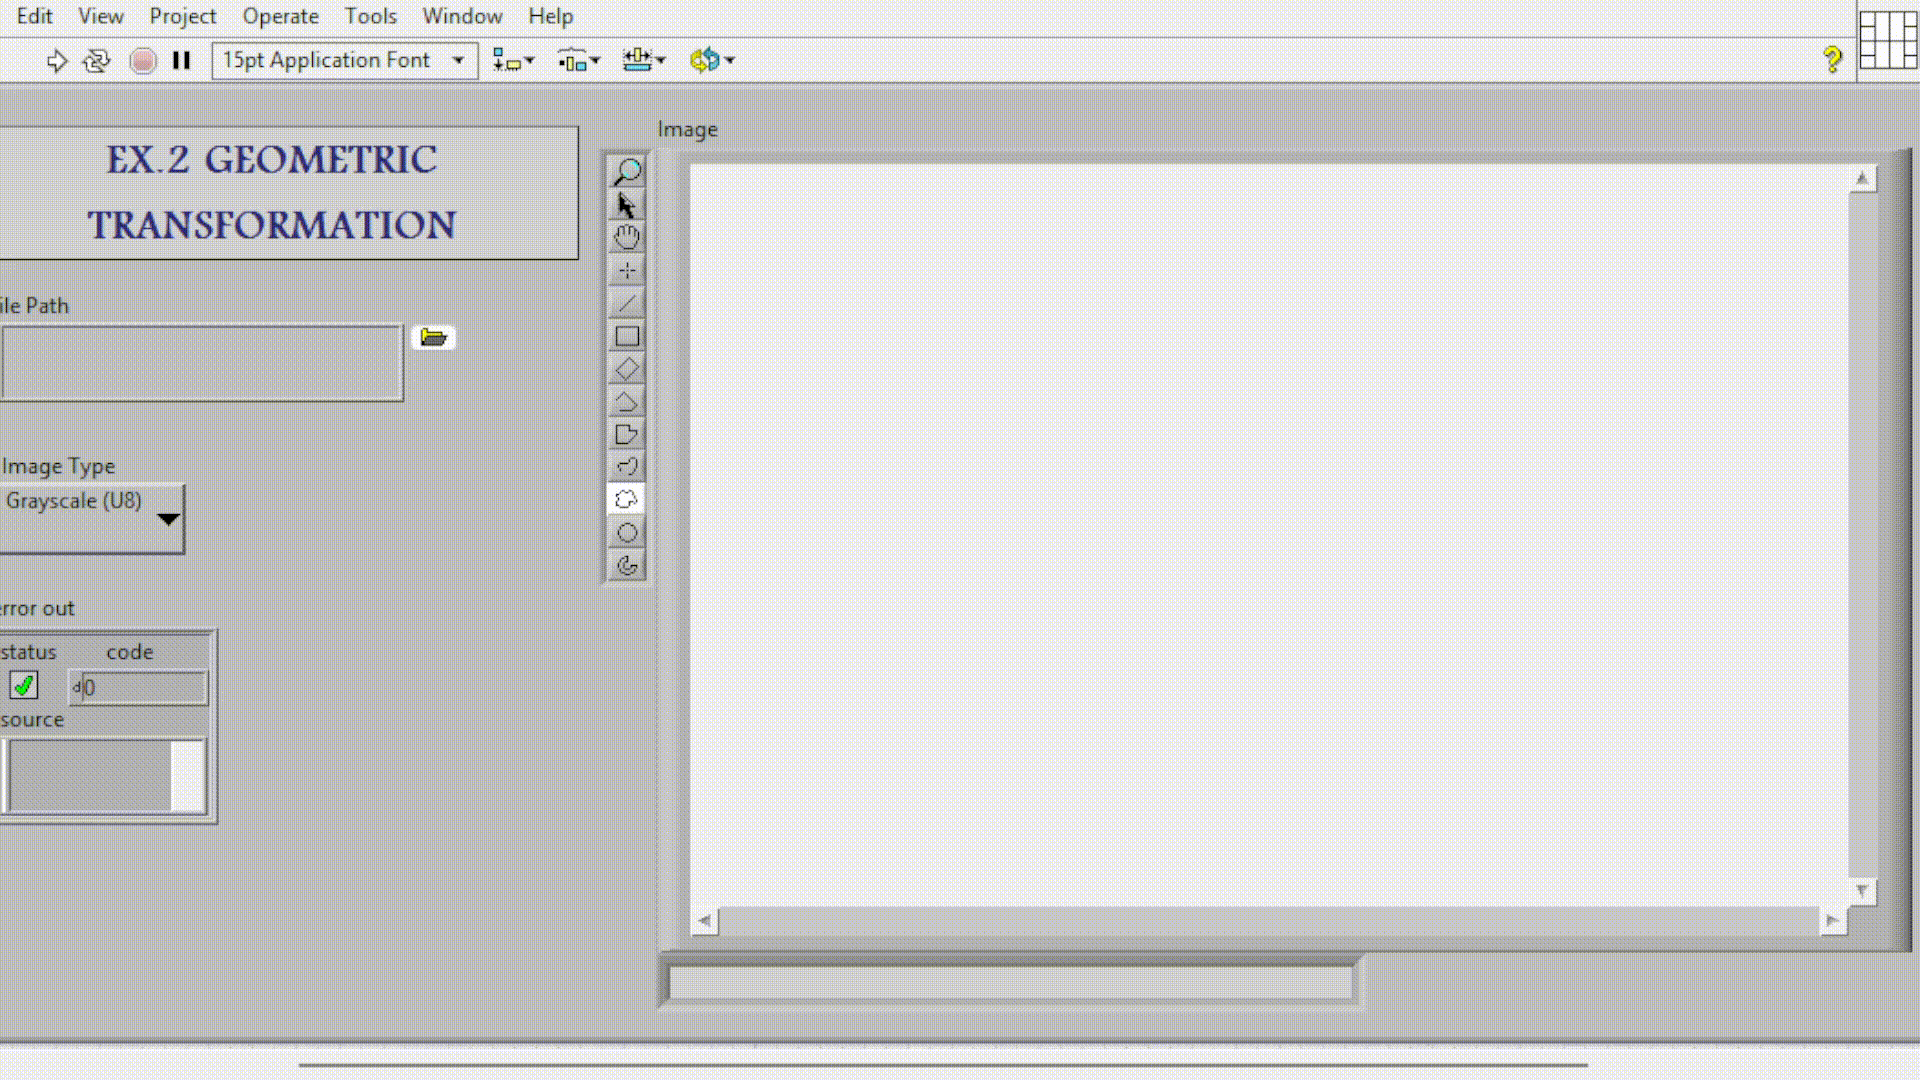 Edit View Project Operate Tools Window Help
15pt Application Font
?
EX.2 GEOMETRIC
TRANSFORMATION
Image
ile Path
Image Type
Grayscale (U8)
error out
status code
d 0
source